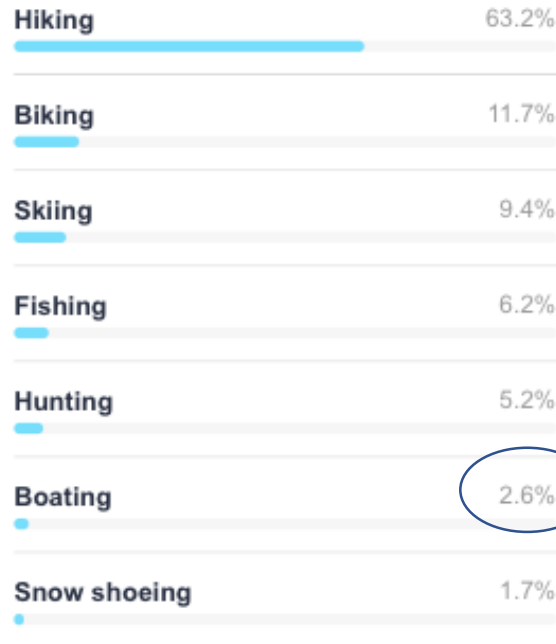 Hiking 63.2%
Biking 11.7%
Skiing 9.4%
Fishing 6.2%
Hunting 5.2%
Boating 2.6%
Snow shoeing 1.7%